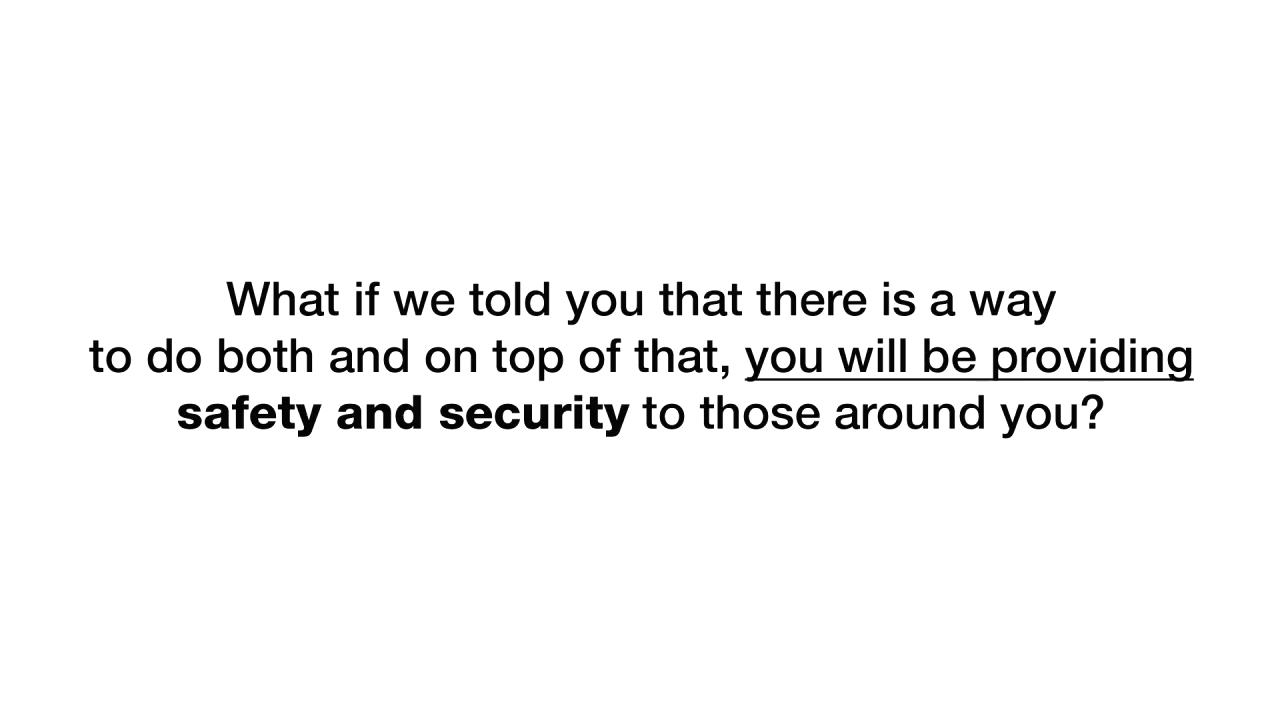 What if we told you that there is a way
to do both and on top of that, you will be providing
safety and security to those around you?